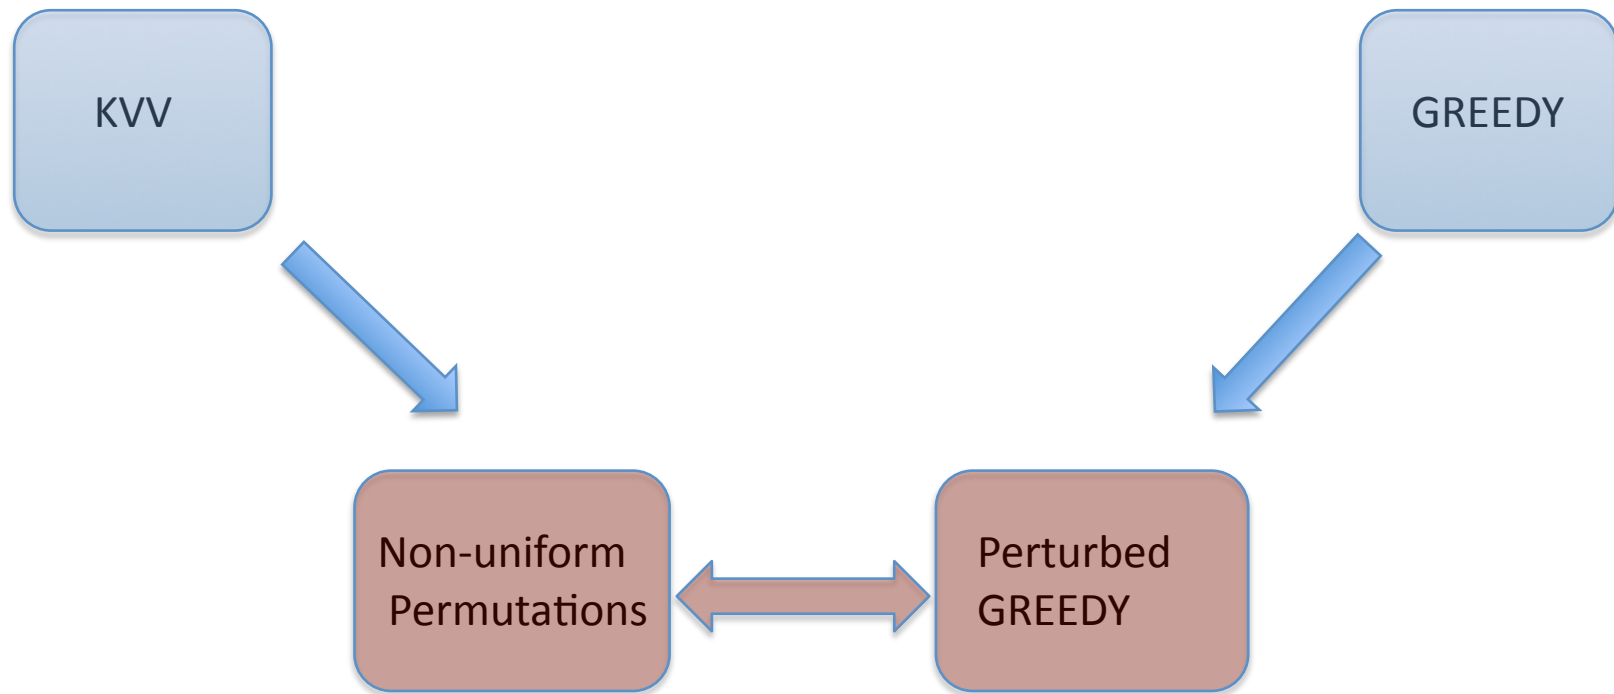 KVV
GREEDY
Non-uniform
Permutations
Perturbed
GREEDY